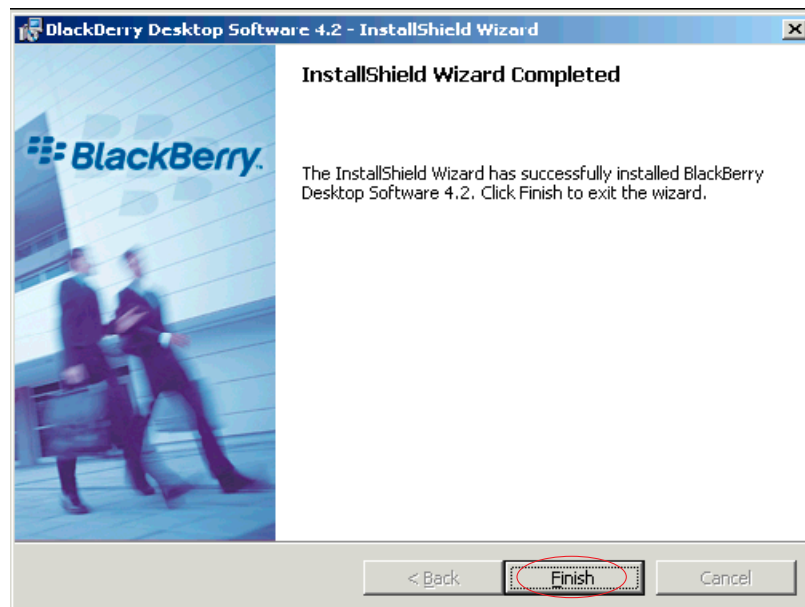 BlackBerry Desktop Software 4.2 - InstallShield Wizard
InstallShield Wizard Completed
BlackBerry.
The InstallShield Wizard has successfully installed BlackBerry
Desktop Software 4.2. Click Finish to exit the wizard.
< Back
Finish
Cancel